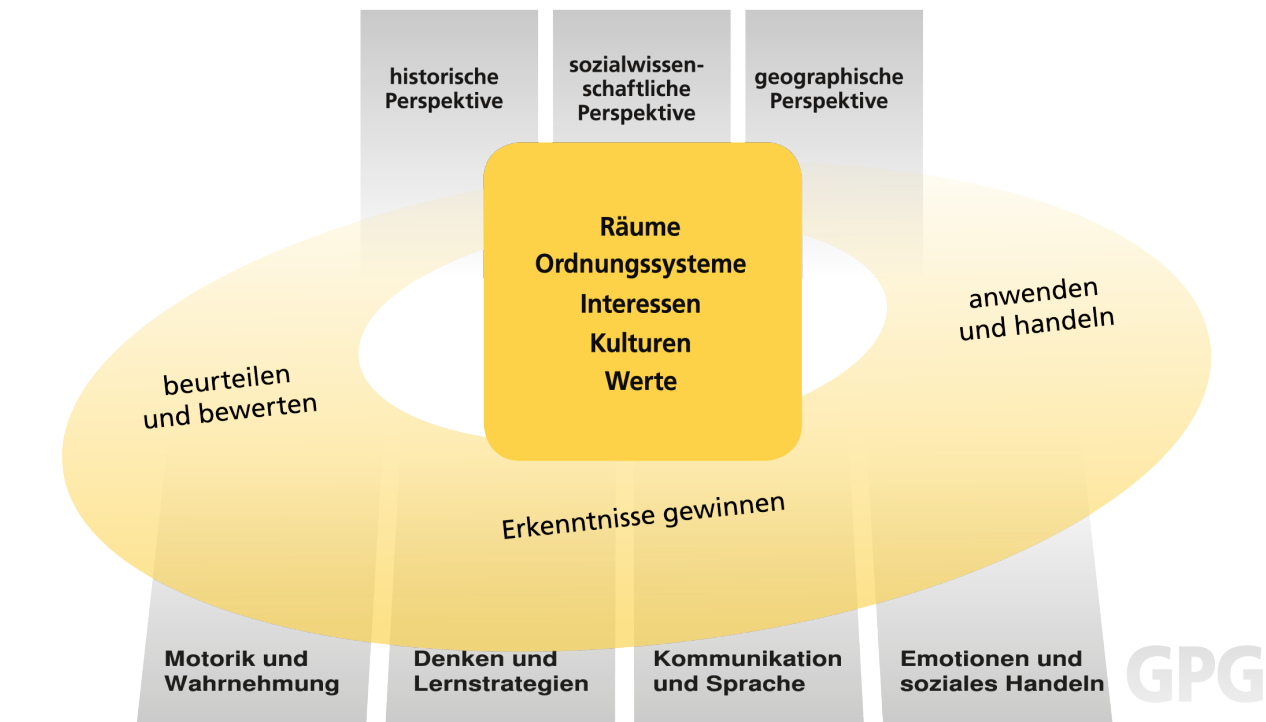 historische
Perspektive
sozialwissen-
schaftliche
Perspektive
geographische
Perspektive
Räume
Ordnungssysteme
Interessen
Kulturen
Werte
anwenden
und handeln
beurteilen
und bewerten
Erkenntnisse gewinnen
Motorik und
Wahrnehmung
Denken und
Lernstrategien
Kommunikation
und Sprache
Emotionen und
soziales Handeln
GPG